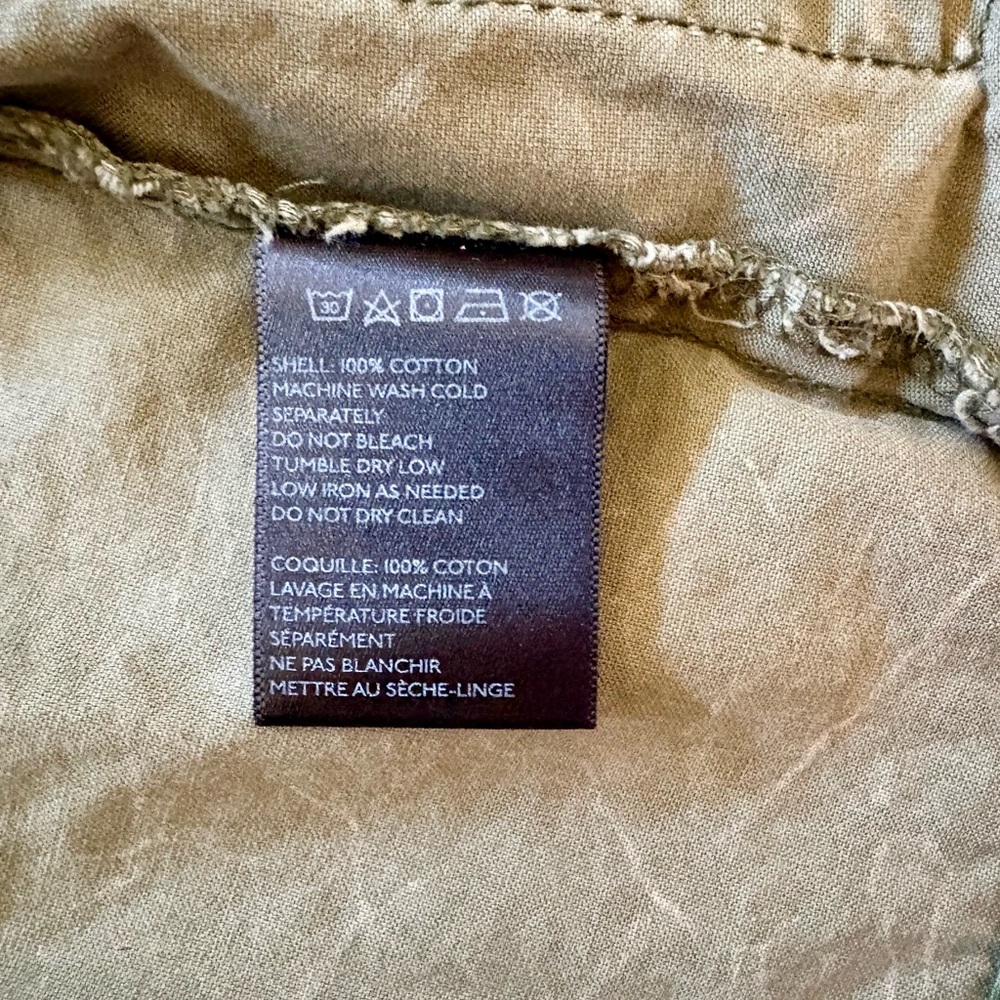 30
SHELL: 100% COTTON
MACHINE WASH COLD
SEPARATELY
DO NOT BLEACH
TUMBLE DRY LOW
LOW IRON AS NEEDED
DO NOT DRY CLEAN
COQUILLE: 100% COTON
LAVAGE EN MACHINE À
TEMPÉRATURE FROIDE
SÉPARÉMENT
NE PAS BLANCHIR
METTRE AU SÈCHE-LINGE